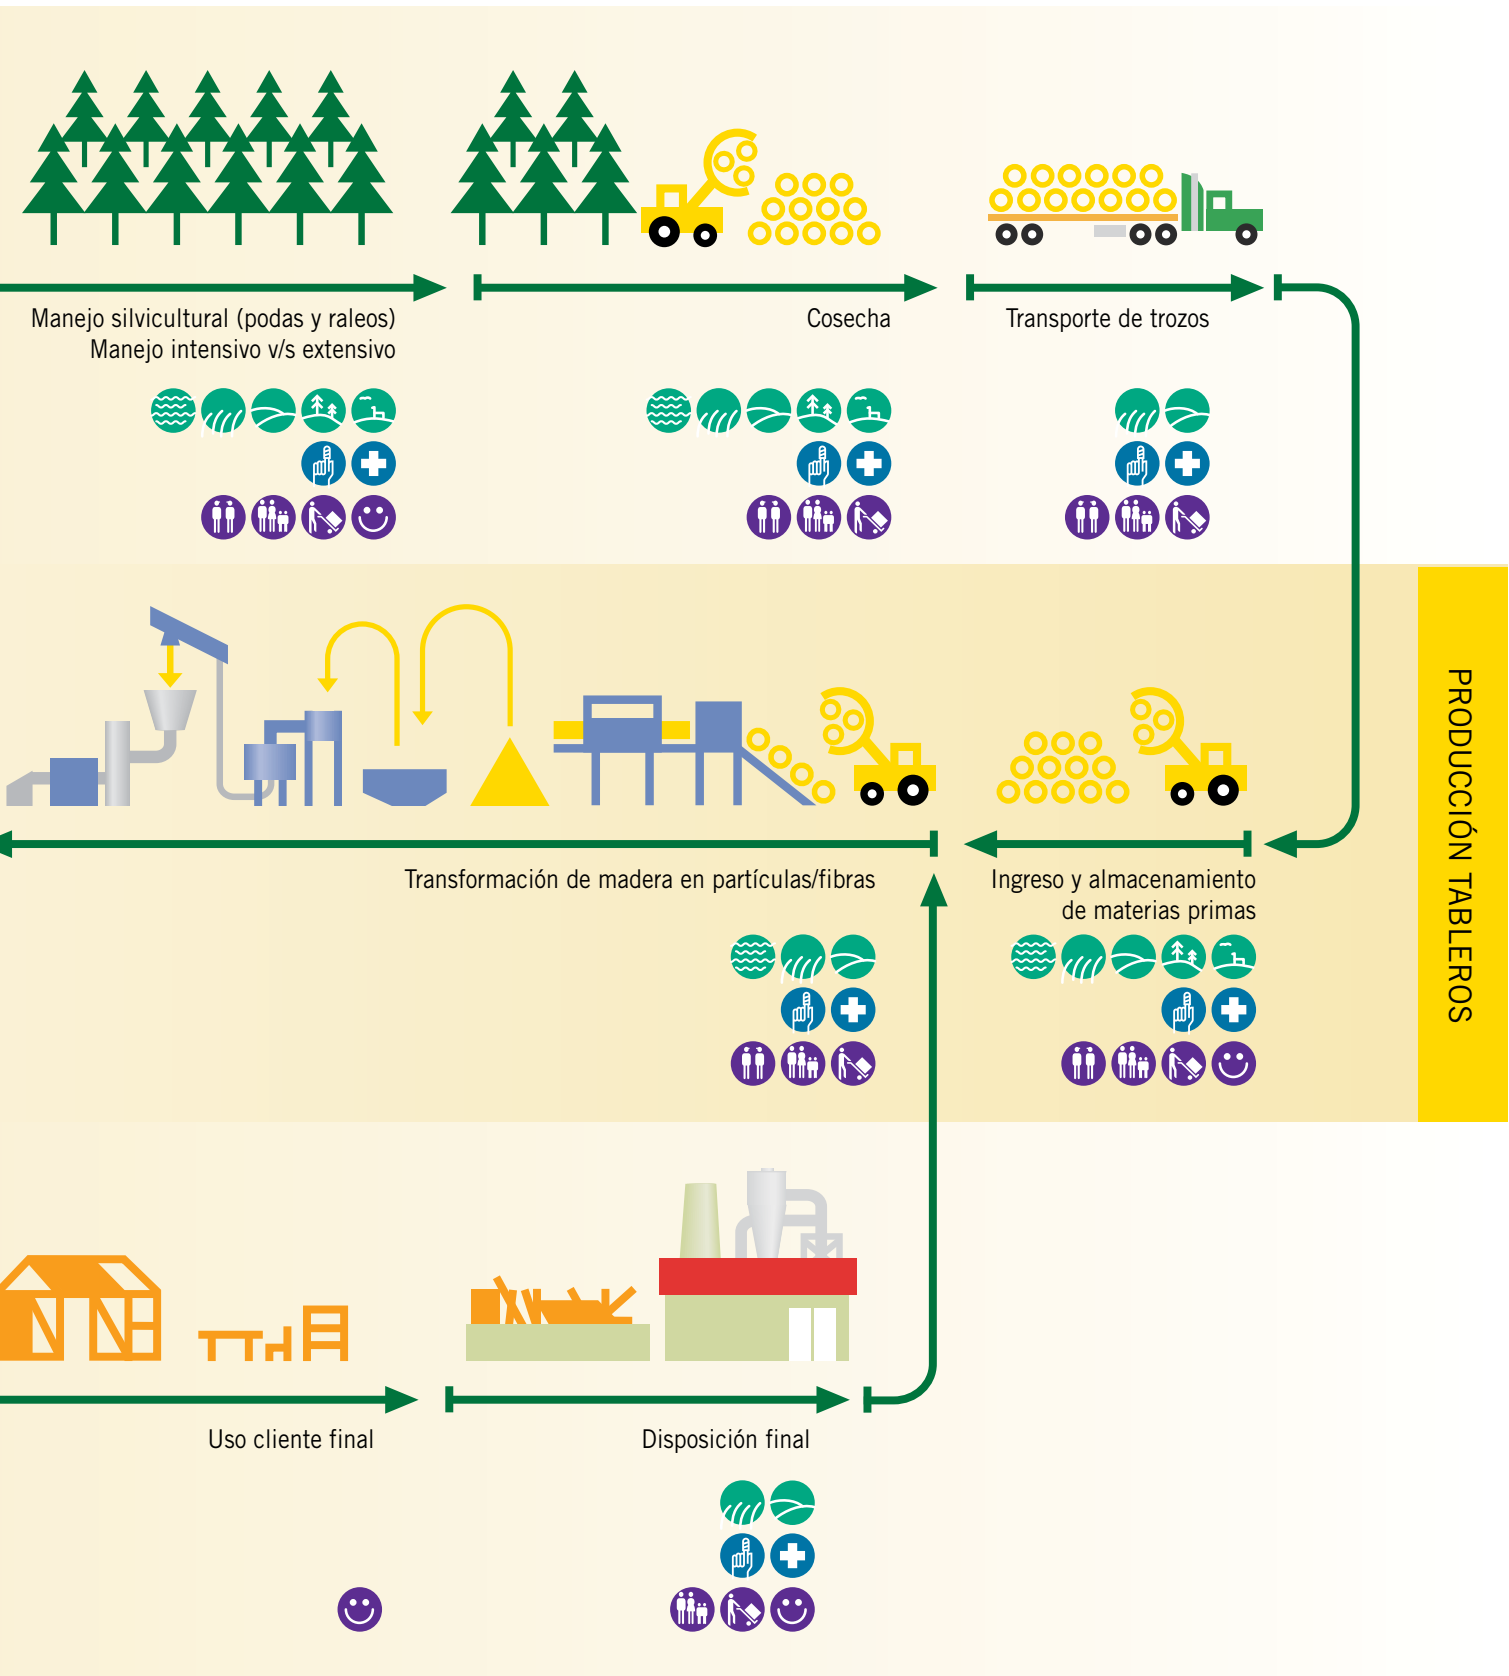 Manejo silvicultural (podas y raleos)
Manejo intensivo v/s extensivo
Cosecha
Transporte de trozos
Transformación de madera en partículas/fibras
Ingreso y almacenamiento
de materias primas
PRODUCCIÓN TABLEROS
Uso cliente final
Disposición final